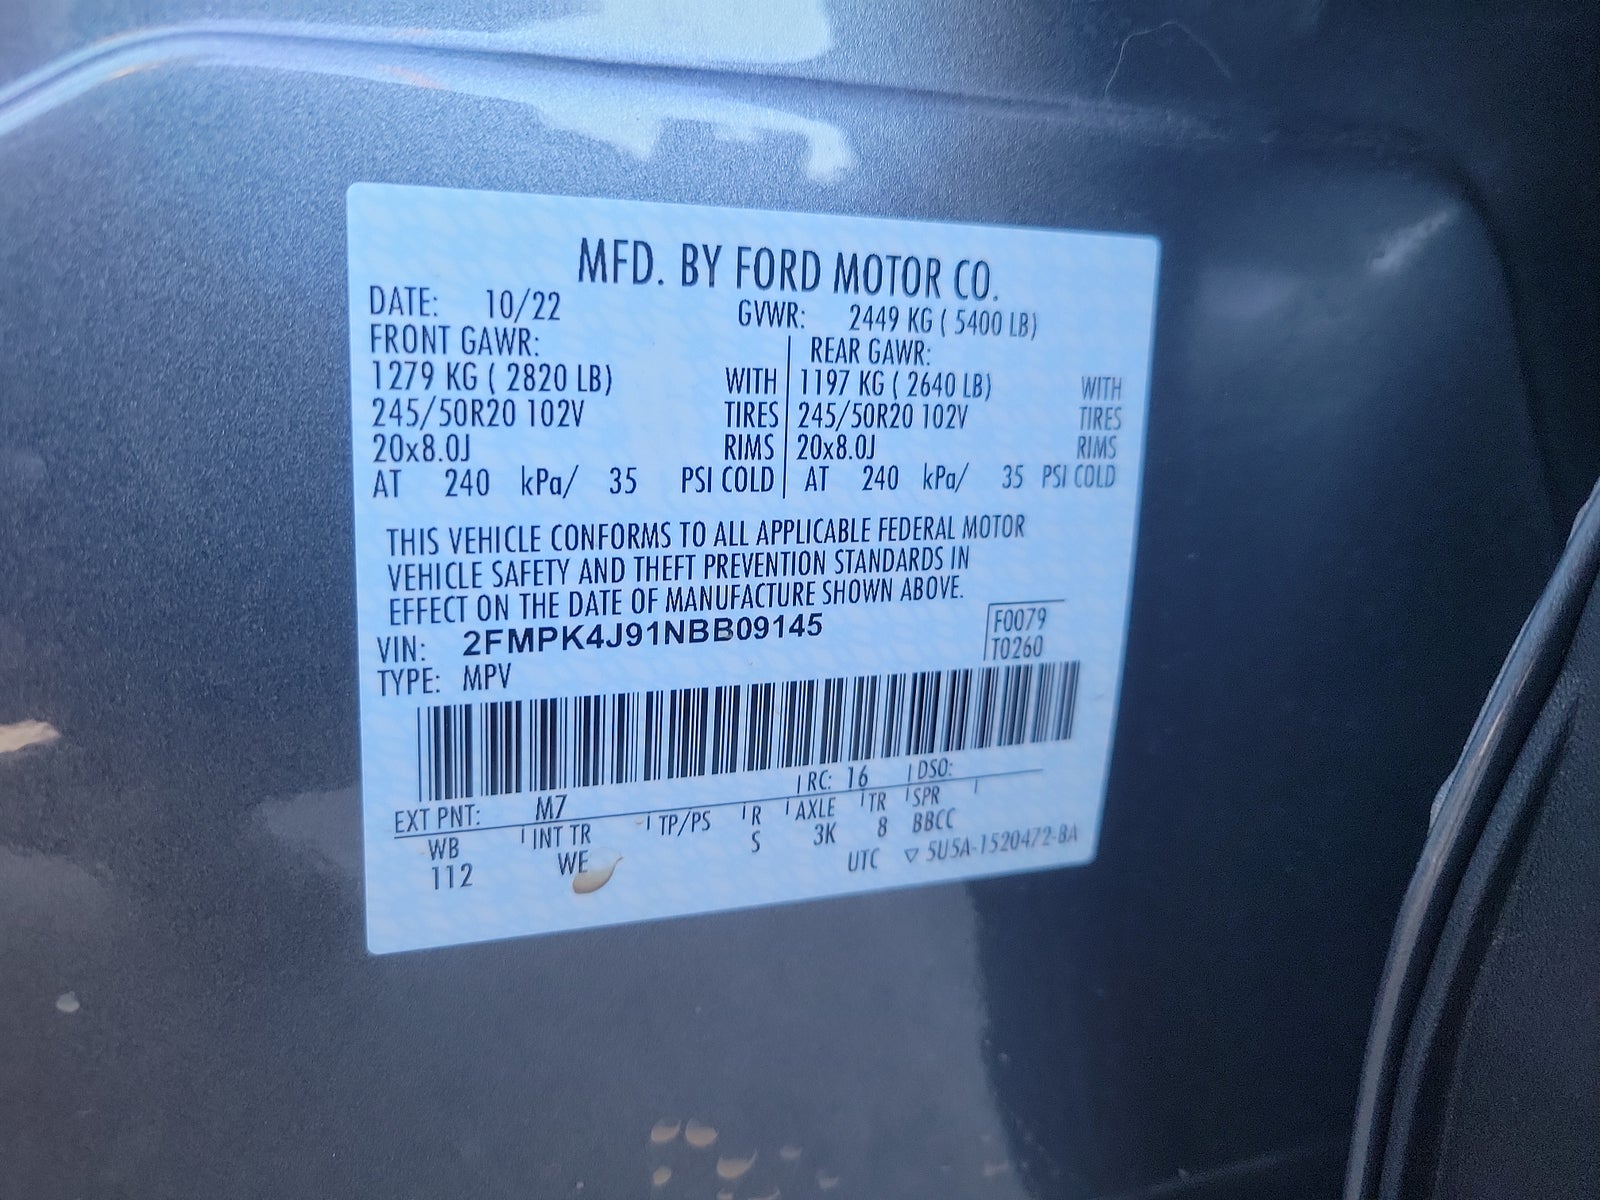 MFD. BY FORD MOTOR CO.
DATE: 10/22 GVWR: 2449 KG ( 5400 LB)
FRONT GAWR: REAR GAWR:
1279 KG ( 2820 LB) WITH 1197 KG ( 2640 LB) WITH
245/50R20 102V TIRES 245/50R20 102V TIRES
20x8.0J RIMS 20x8.0J RIMS
AT 240 kPa/ 35 PSI COLD AT 240 kPa/ 35 PSI COLD
THIS VEHICLE CONFORMS TO ALL APPLICABLE FEDERAL MOTOR
VEHICLE SAFETY AND THEFT PREVENTION STANDARDS IN
EFFECT ON THE DATE OF MANUFACTURE SHOWN ABOVE.
VIN: 2FMPK4J91NBB09145 F0079
TYPE: MPV T0260
EXT PNT: M7 RC: 16 DSO:
WB INT TR TP/PS R AXLE TR SPR
112 WE S 3K 8 BBCC
UTC ▽ 5U5A-1520472-BA